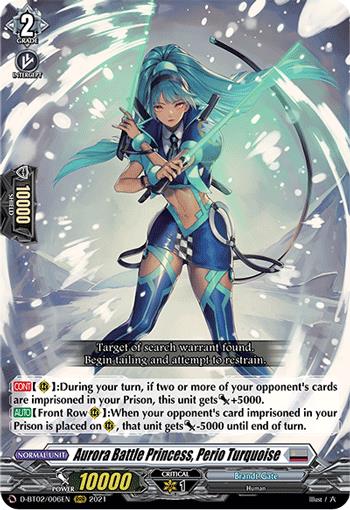 2
GRADE
INTERCEPT
10000
SHIELD
Target of search warrant found.
Begin tailing and attempt to restrain.
CONT【 】:During your turn, if two or more of your opponent's cards
are imprisoned in your Prison, this unit gets +5000.
AUTO【Front Row 】:When your opponent's card imprisoned in your
Prison is placed on , that unit gets -5000 until end of turn.
NORMAL UNIT
Aurora Battle Princess, Perio Turquoise
POWER 10000
CRITICAL
1
Brandt Gate
Human
D-BT02/006EN RRR 2021
Illust / A